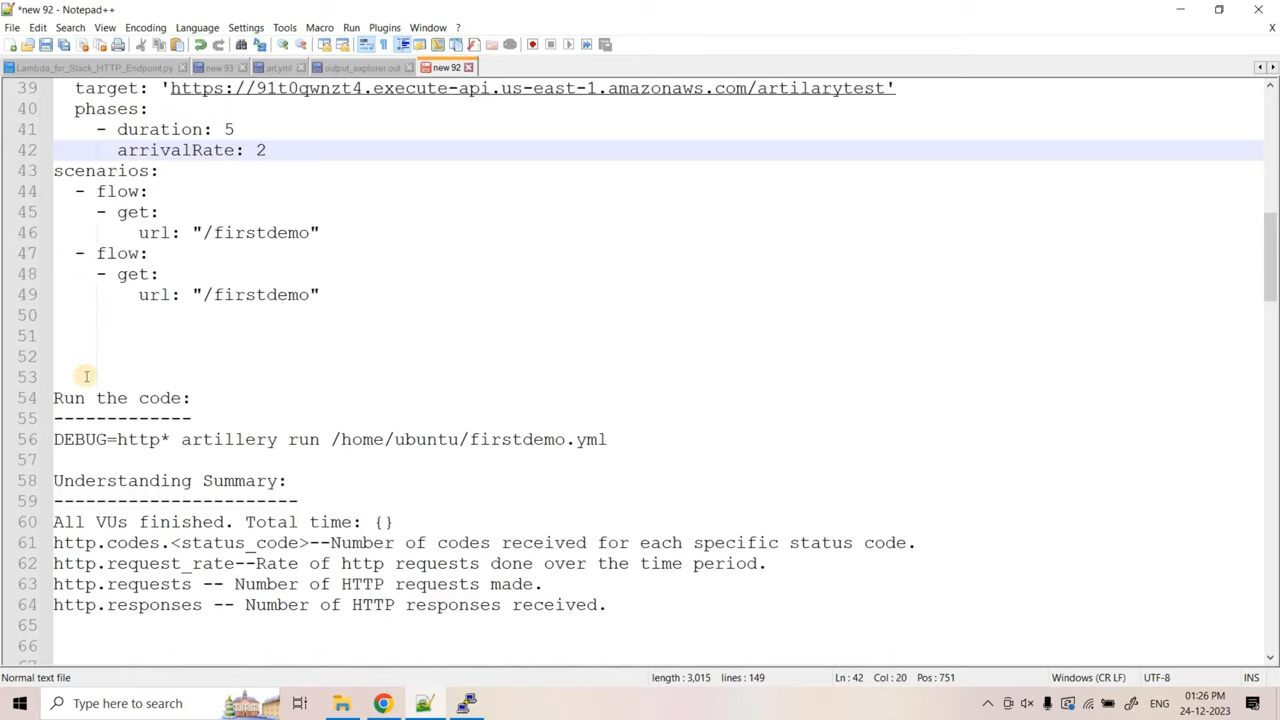 *new 92 - Notepad++
File Edit Search View Encoding Language Settings Tools Macro Run Plugins Window ?
X
Lambda_for_Slack_HTTP_Endpoint.py new 93 art.yml output_explorer.out new 92
39 target: 'https://91t0qwnzt4.execute-api.us-east-1.amazonaws.com/artilarytest'
40 phases:
41 - duration: 5
42 arrivalRate: 2
43 scenarios:
44 - flow:
45 - get:
46 url: "/firstdemo"
47 - flow:
48 - get:
49 url: "/firstdemo"
50
51
52
53
54 Run the code:
55 -------------
56 DEBUG=http* artillery run /home/ubuntu/firstdemo.yml
57
58 Understanding Summary:
59 -----------------------
60 All VUs finished. Total time: {}
61 http.codes.<status_code>--Number of codes received for each specific status code.
62 http.request_rate--Rate of http requests done over the time period.
63 http.requests -- Number of HTTP requests made.
64 http.responses -- Number of HTTP responses received.
65
66
67
Normal text file length : 3,015 lines : 149 Ln : 42 Col : 20 Pos : 751 Windows (CR LF) UTF-8 INS
Type here to search
ENG
01:26 PM
24-12-2023